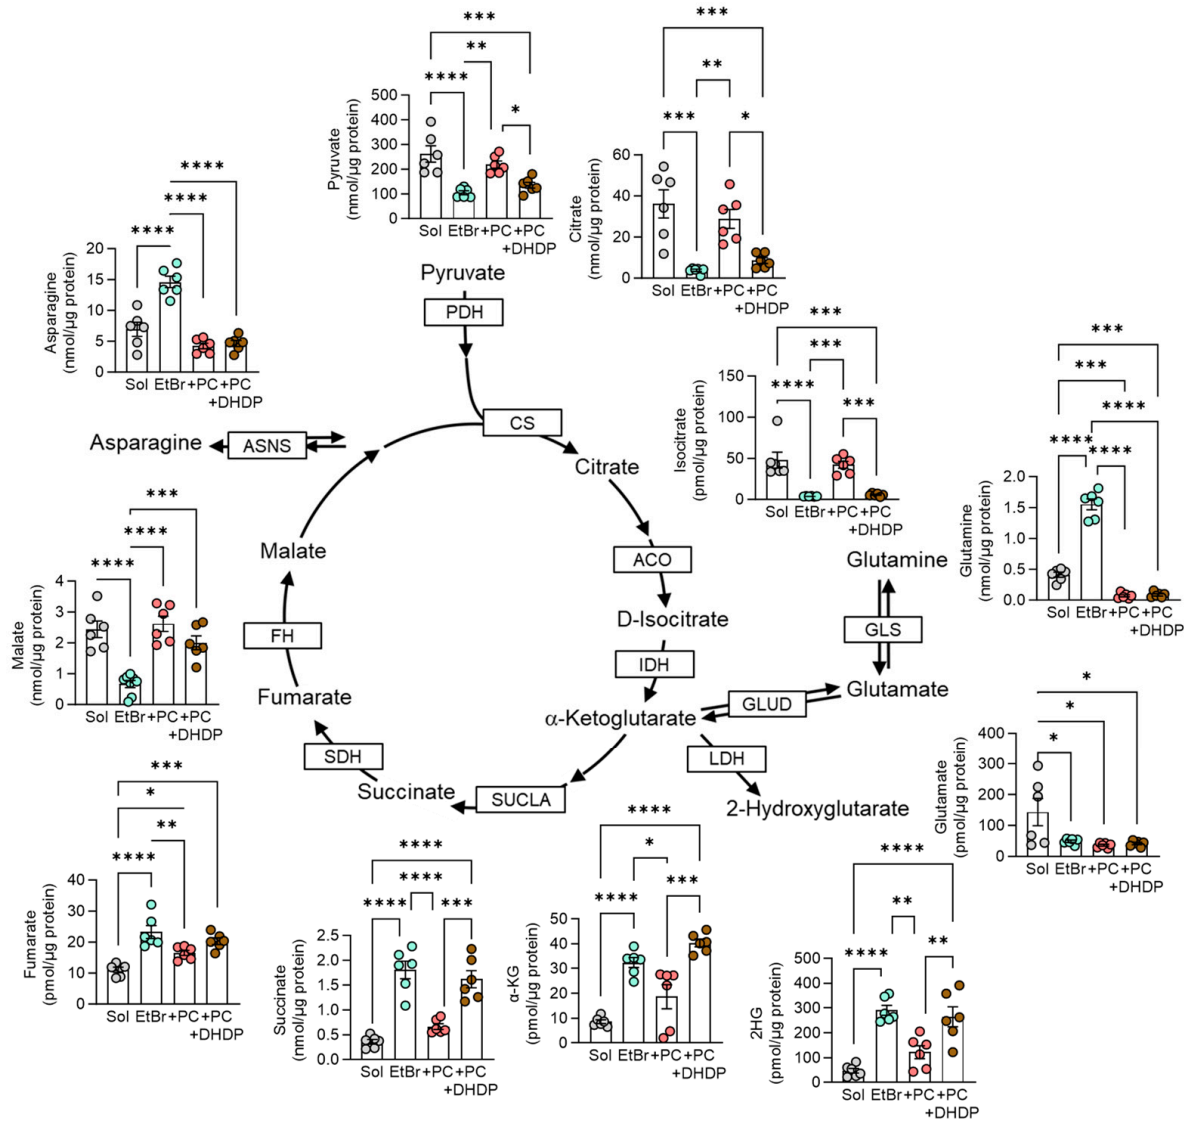 ***
**
****
*
Pyruvate
(nmol/µg protein)
500
400
300
200
100
0
Sol EtBr +PC +PC
+DHDP
***
**
*** *
Citrate
(nmol/µg protein)
60
40
20
0
Sol EtBr +PC +PC
+DHDP
****
****
****
Asparagine
(nmol/µg protein)
20
15
10
5
0
Sol EtBr +PC +PC
+DHDP
Pyruvate
PDH
CS
Citrate
ACO
D-Isocitrate
IDH
α-Ketoglutarate
GLUD
Glutamate
GLS
Glutamine
LDH
2-Hydroxyglutarate
SUCLA
Succinate
SDH
Fumarate
FH
Malate
ASNS
Asparagine
***
***
****
***
Isocitrate
(pmol/µg protein)
150
100
50
0
Sol EtBr +PC +PC
+DHDP
***
***
****
**** ****
Glutamine
(nmol/µg protein)
2.0
1.5
1.0
0.5
0.0
Sol EtBr +PC +PC
+DHDP
***
****
****
Malate
(nmol/µg protein)
4
3
2
1
0
Sol EtBr +PC +PC
+DHDP
*
*
*
Glutamate
(pmol/µg protein)
400
300
200
100
0
Sol EtBr +PC +PC
+DHDP
***
*
**
****
Fumarate
(pmol/µg protein)
40
30
20
10
0
Sol EtBr +PC +PC
+DHDP
****
****
**** ***
Succinate
(nmol/µg protein)
2.5
2.0
1.5
1.0
0.5
0.0
Sol EtBr +PC +PC
+DHDP
****
*
***
****
α-KG
(pmol/µg protein)
50
40
30
20
10
0
Sol EtBr +PC +PC
+DHDP
****
**
**
****
2HG
(pmol/µg protein)
500
400
300
200
100
0
Sol EtBr +PC +PC
+DHDP